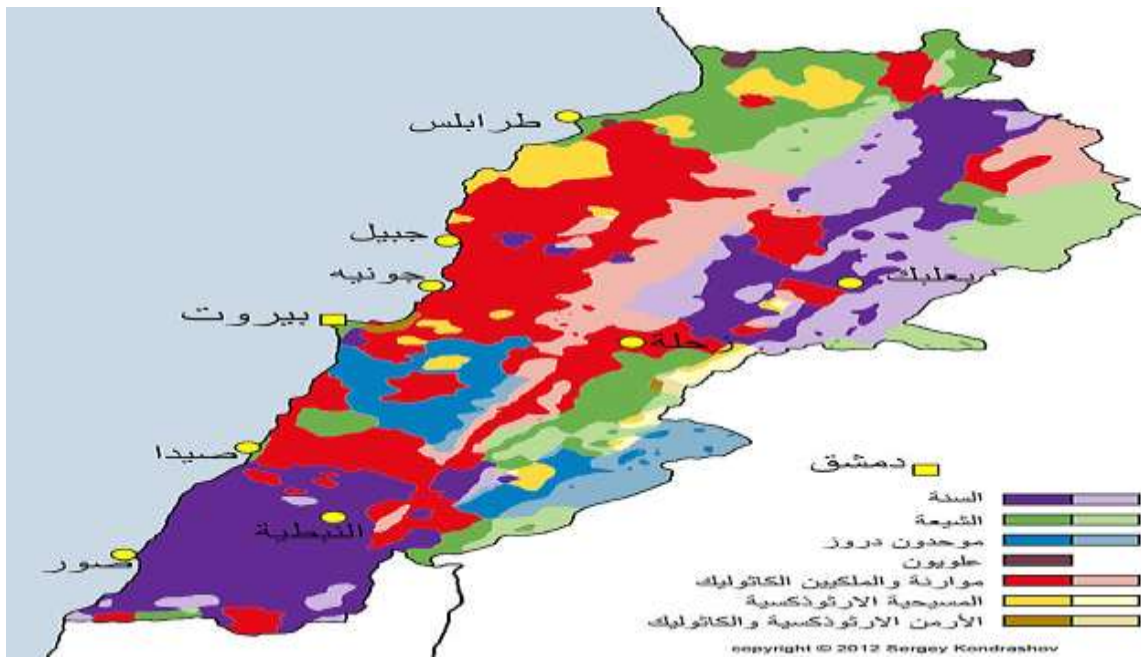 طرابلس
جبيل
جونيه
بيروت
بعلبك
زحلة
صيدا
دمشق
النبطية
صور
السنة
الشيعة
موحدون دروز
علويون
موارنة والملكيين الكاثوليك
المسيحية الارثوذكسية
الأرمن الارثوذكسية والكاثوليك
copyright © 2012 Sergey Kondrashov